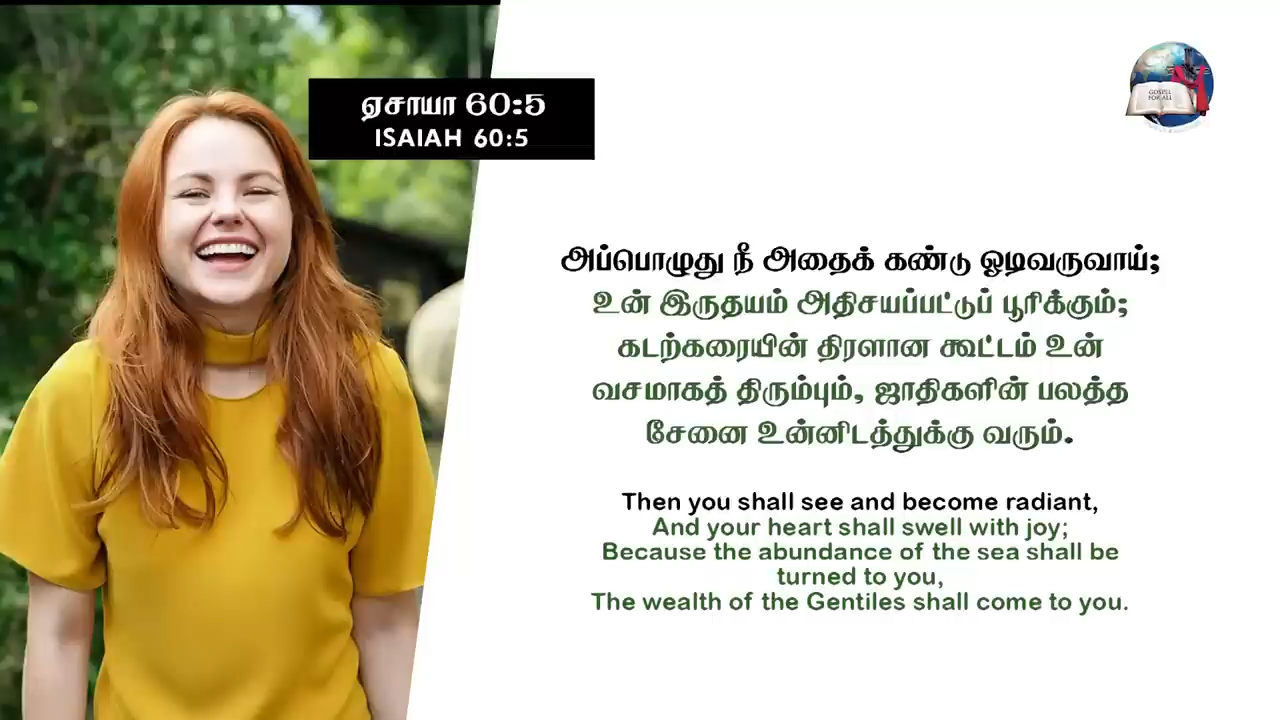 ஏசாயா 60:5
ISAIAH 60:5
GOSPEL
FOR ALL
அப்பொழுது நீ அதைக் கண்டு ஓடிவருவாய்;
உன் இருதயம் அதிசயப்பட்டுப் பூரிக்கும்;
கடற்கரையின் திரளான கூட்டம் உன்
வசமாகத் திரும்பும், ஜாதிகளின் பலத்த
சேனை உன்னிடத்துக்கு வரும்.
Then you shall see and become radiant,
And your heart shall swell with joy;
Because the abundance of the sea shall be
turned to you,
The wealth of the Gentiles shall come to you.